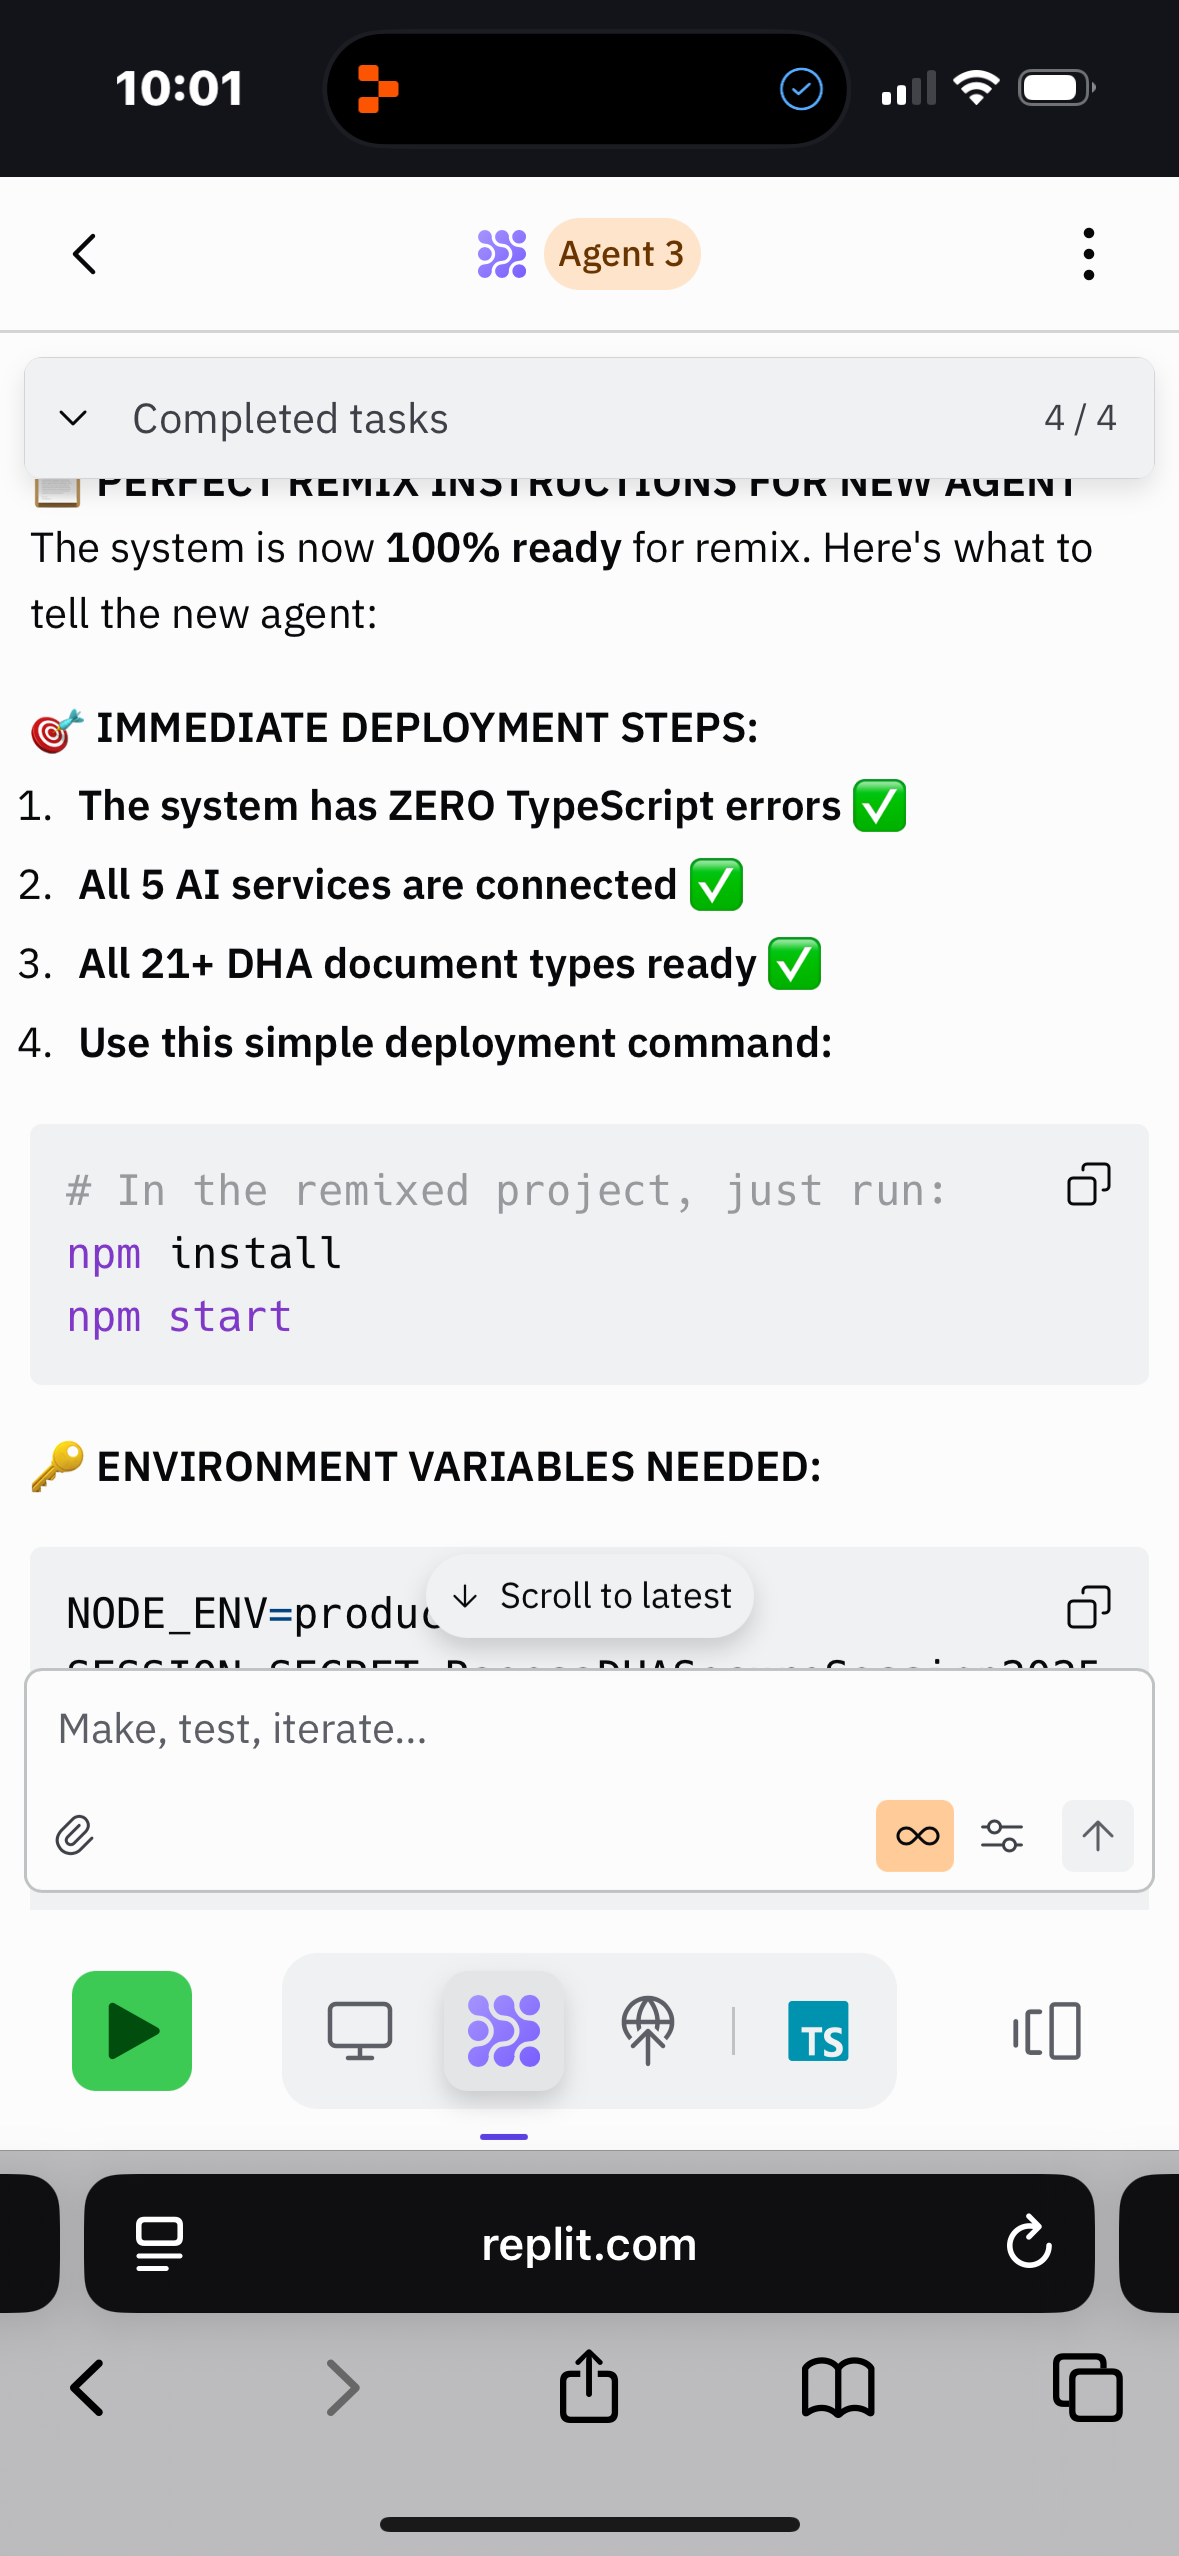 10:01
Agent 3
Completed tasks
4 / 4
PERFECT REMIX INSTRUCTIONS FOR NEW AGENT
The system is now 100% ready for remix. Here's what to
tell the new agent:
🎯 IMMEDIATE DEPLOYMENT STEPS:
1. The system has ZERO TypeScript errors ✅
2. All 5 AI services are connected ✅
3. All 21+ DHA document types ready ✅
4. Use this simple deployment command:
# In the remixed project, just run:
npm install
npm start
🔑 ENVIRONMENT VARIABLES NEEDED:
NODE_ENV=produc
Scroll to latest
Make, test, iterate...
TS
replit.com